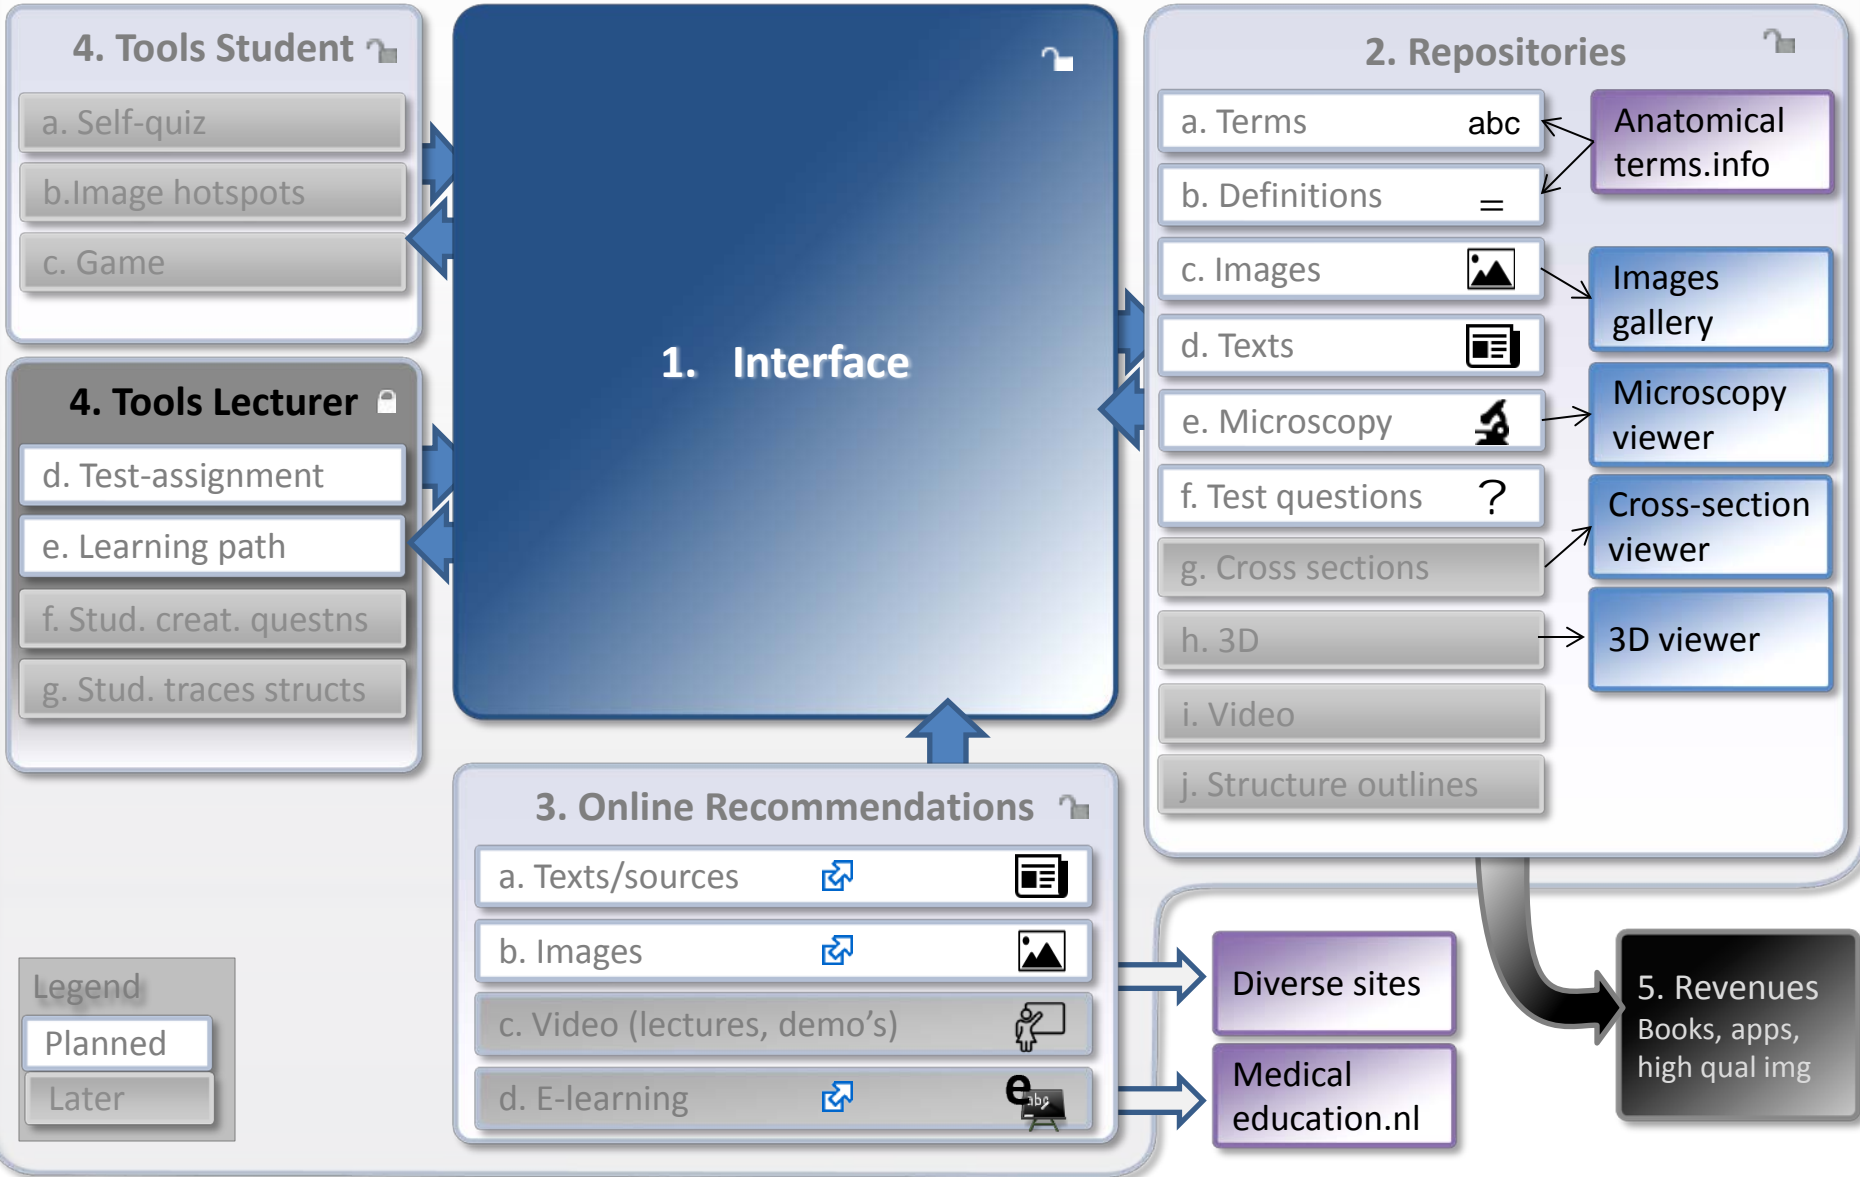 4. Tools Student
a. Self-quiz
b.Image hotspots
c. Game
4. Tools Lecturer
d. Test-assignment
e. Learning path
f. Stud. creat. questns
g. Stud. traces structs
1. Interface
2. Repositories
a. Terms abc
b. Definitions =
c. Images
d. Texts
e. Microscopy
f. Test questions ?
g. Cross sections
h. 3D
i. Video
j. Structure outlines
Anatomical
terms.info
Images
gallery
Microscopy
viewer
Cross-section
viewer
3D viewer
3. Online Recommendations
a. Texts/sources
b. Images
c. Video (lectures, demo's)
d. E-learning e abc
Diverse sites
Medical
education.nl
5. Revenues
Books, apps,
high qual img
Legend
Planned
Later